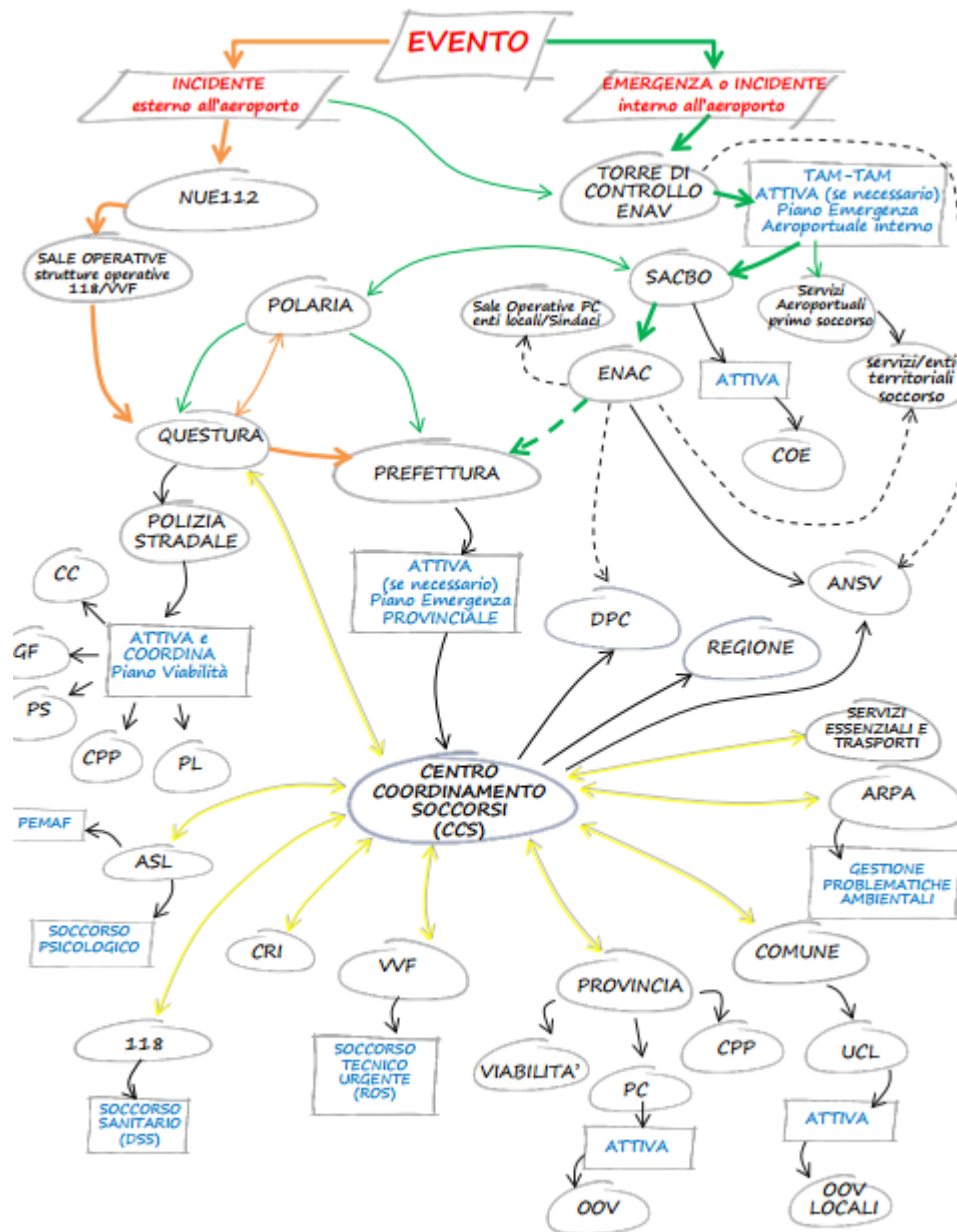 EVENTO
INCIDENTE
esterno all'aeroporto
EMERGENZA o INCIDENTE
interno all'aeroporto
NUE112
TORRE DI
CONTROLLO
ENAV
TAM-TAM
ATTIVA (se necessario)
Piano Emergenza
Aeroportuale interno
SALE OPERATIVE
strutture operative
118/VVF
POLARIA
SACBO
Sale Operative PC
enti locali/Sindaci
Servizi
Aeroportuali
primo soccorso
ENAC
ATTIVA
servizi/enti
territoriali
soccorso
QUESTURA
PREFETTURA
COE
POLIZIA
STRADALE
CC
ATTIVA
(se necessario)
Piano Emergenza
PROVINCIALE
ANSV
DPC
REGIONE
ATTIVA e
COORDINA
Piano Viabilità
GF
PS
CPP
PL
SERVIZI
ESSENZIALI E
TRASPORTI
CENTRO
COORDINAMENTO
SOCCORSI
(CCS)
ARPA
PEMAF
ASL
GESTIONE
PROBLEMATICHE
AMBIENTALI
SOCCORSO
PSICOLOGICO
CRI
VVF
PROVINCIA
COMUNE
118
SOCCORSO
TECNICO
URGENTE
(ROS)
VIABILITA'
CPP
UCL
PC
SOCCORSO
SANITARIO
(DSS)
ATTIVA
ATTIVA
OOV
OOV
LOCALI